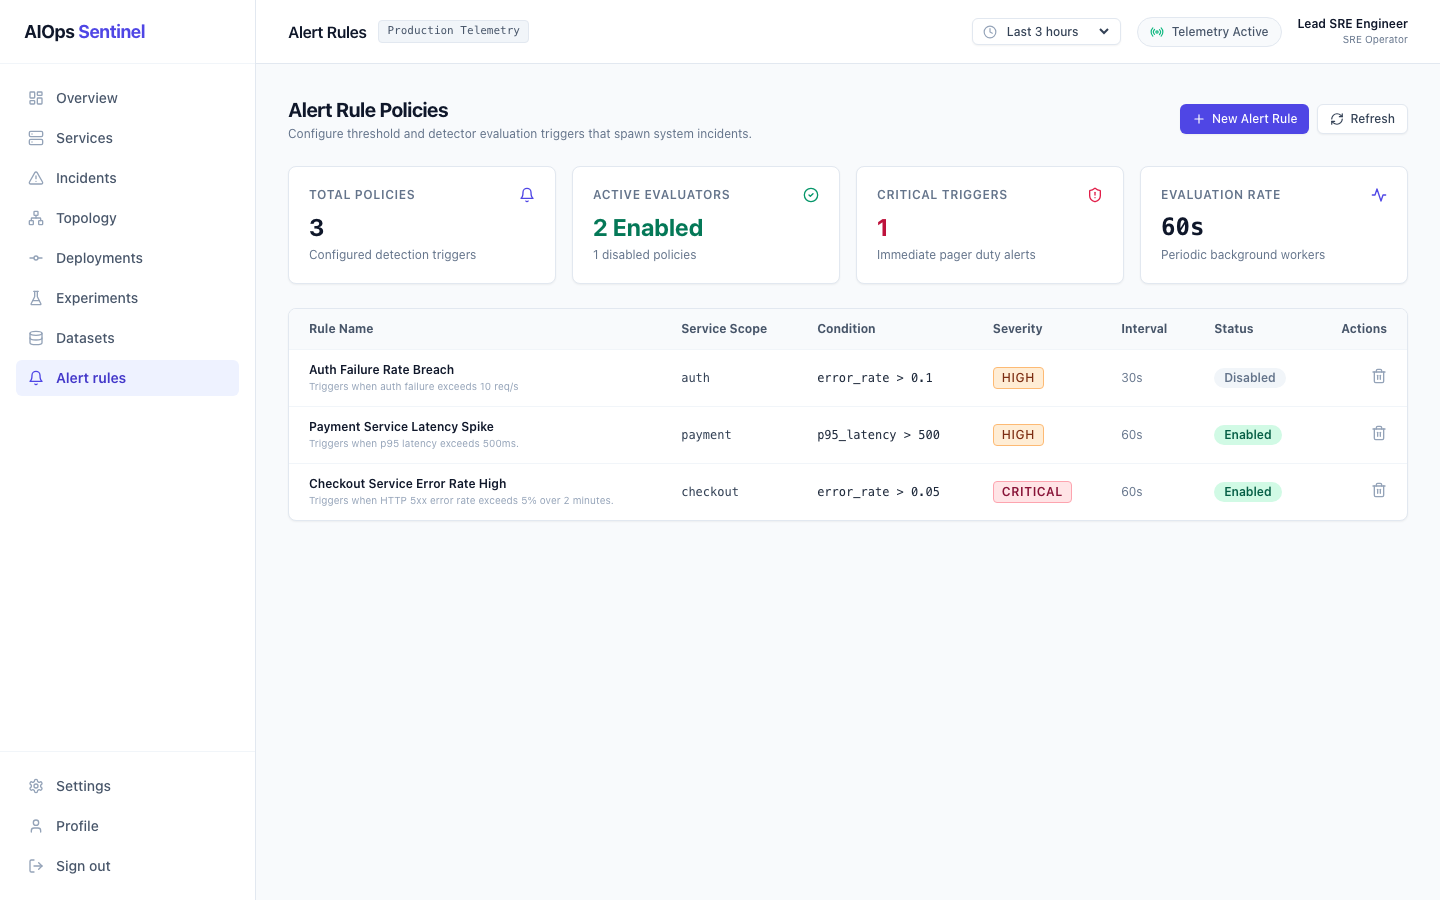 AIOps Sentinel
Overview
Services
Incidents
Topology
Deployments
Experiments
Datasets
Alert rules
Settings
Profile
Sign out
Alert Rules
Production Telemetry
Last 3 hours
Telemetry Active
Lead SRE Engineer
SRE Operator
Alert Rule Policies
Configure threshold and detector evaluation triggers that spawn system incidents.
New Alert Rule
Refresh
TOTAL POLICIES
3
Configured detection triggers
ACTIVE EVALUATORS
2 Enabled
1 disabled policies
CRITICAL TRIGGERS
1
Immediate pager duty alerts
EVALUATION RATE
60s
Periodic background workers
Rule Name Service Scope Condition Severity Interval Status Actions
Auth Failure Rate Breach
Triggers when auth failure exceeds 10 req/s
auth error_rate > 0.1 HIGH 30s Disabled
Payment Service Latency Spike
Triggers when p95 latency exceeds 500ms.
payment p95_latency > 500 HIGH 60s Enabled
Checkout Service Error Rate High
Triggers when HTTP 5xx error rate exceeds 5% over 2 minutes.
checkout error_rate > 0.05 CRITICAL 60s Enabled